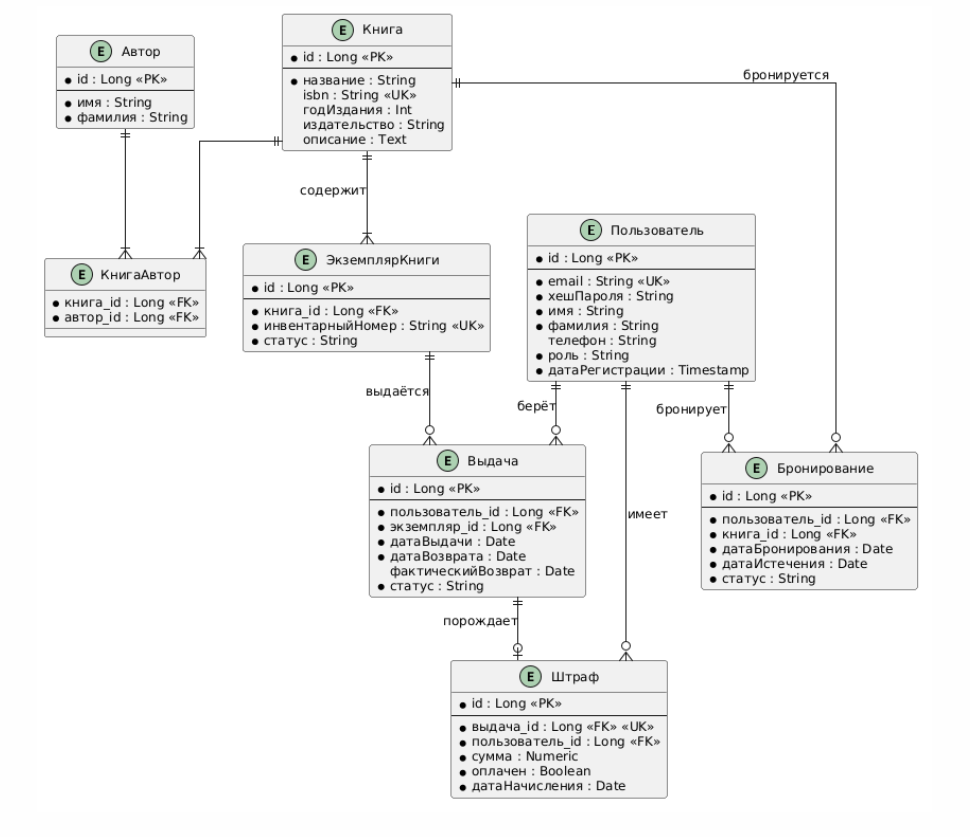 E Автор
id : Long «PK»
имя : String
фамилия : String
E Книга
id : Long «PK»
название : String
isbn : String «UK»
годИздания : Int
издательство : String
описание : Text
бронируется
содержит
E КнигаАвтор
книга_id : Long «FK»
автор_id : Long «FK»
E ЭкземплярКниги
id : Long «PK»
книга_id : Long «FK»
инвентарныйНомер : String «UK»
статус : String
E Пользователь
id : Long «PK»
email : String «UK»
хешПароля : String
имя : String
фамилия : String
телефон : String
роль : String
датаРегистрации : Timestamp
выдаётся
берёт
бронирует
E Выдача
id : Long «PK»
пользователь_id : Long «FK»
экземпляр_id : Long «FK»
датаВыдачи : Date
датаВозврата : Date
фактическийВозврат : Date
статус : String
имеет
E Бронирование
id : Long «PK»
пользователь_id : Long «FK»
книга_id : Long «FK»
датаБронирования : Date
датаИстечения : Date
статус : String
порождает
E Штраф
id : Long «PK»
выдача_id : Long «FK» «UK»
пользователь_id : Long «FK»
сумма : Numeric
оплачен : Boolean
датаНачисления : Date